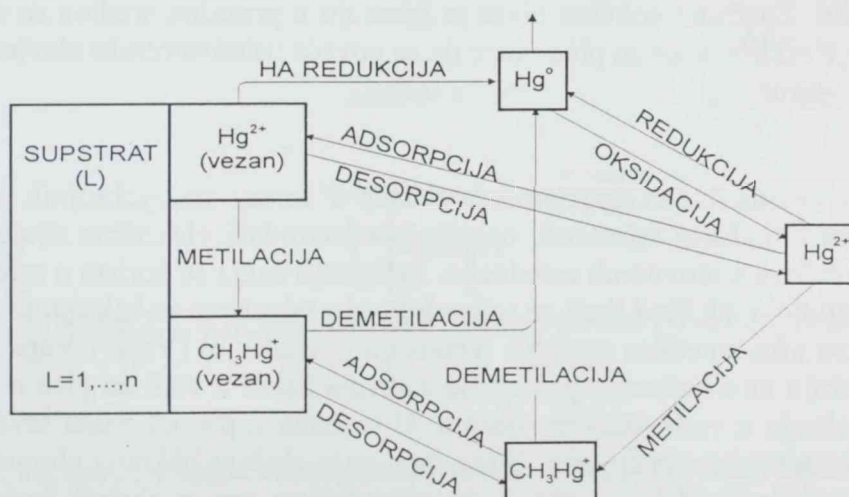 HA REDUKCIJA
Hg°
Hg²⁺
(vezan)
SUPSTRAT
(L)
ADSORPCIJA
DESORPCIJA
REDUKCIJA
OKSIDACIJA
Hg²⁺
METILACIJA
CH₃Hg⁺
(vezan)
L=1,...n
DEMETILACIJA
DEMETILACIJA
ADSORPCIJA
DESORPCIJA
METILACIJA
CH₃Hg⁺